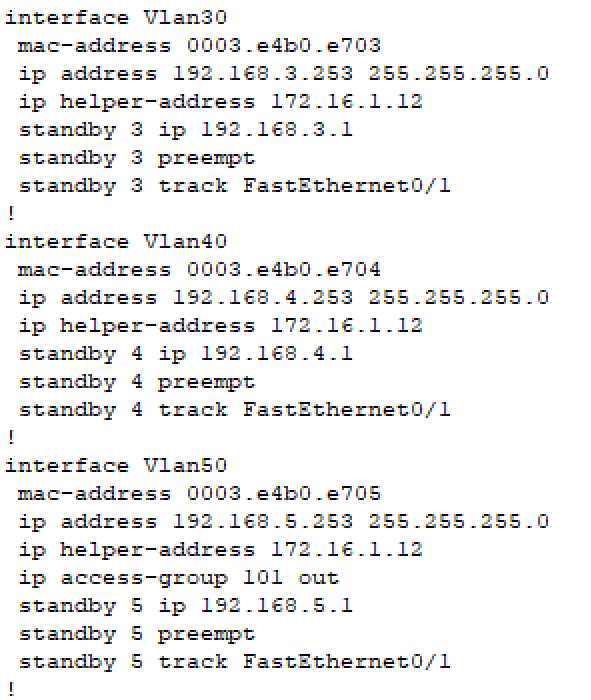 interface Vlan30
mac-address 0003.e4b0.e703
ip address 192.168.3.253 255.255.255.0
ip helper-address 172.16.1.12
standby 3 ip 192.168.3.1
standby 3 preempt
standby 3 track FastEthernet0/1
!
interface Vlan40
mac-address 0003.e4b0.e704
ip address 192.168.4.253 255.255.255.0
ip helper-address 172.16.1.12
standby 4 ip 192.168.4.1
standby 4 preempt
standby 4 track FastEthernet0/1
!
interface Vlan50
mac-address 0003.e4b0.e705
ip address 192.168.5.253 255.255.255.0
ip helper-address 172.16.1.12
ip access-group 101 out
standby 5 ip 192.168.5.1
standby 5 preempt
standby 5 track FastEthernet0/1
!